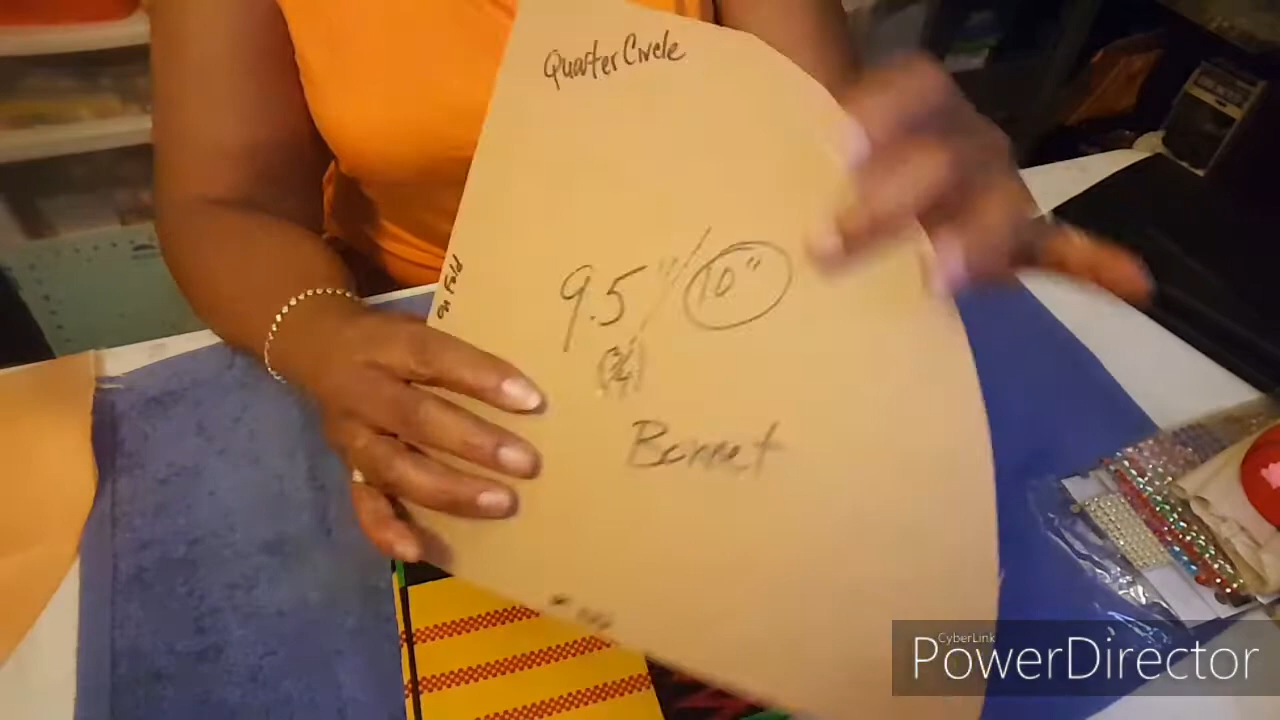 Quarter Circle
on Fold
9.5"/ 10"
Bonnet
CyberLink
PowerDirector